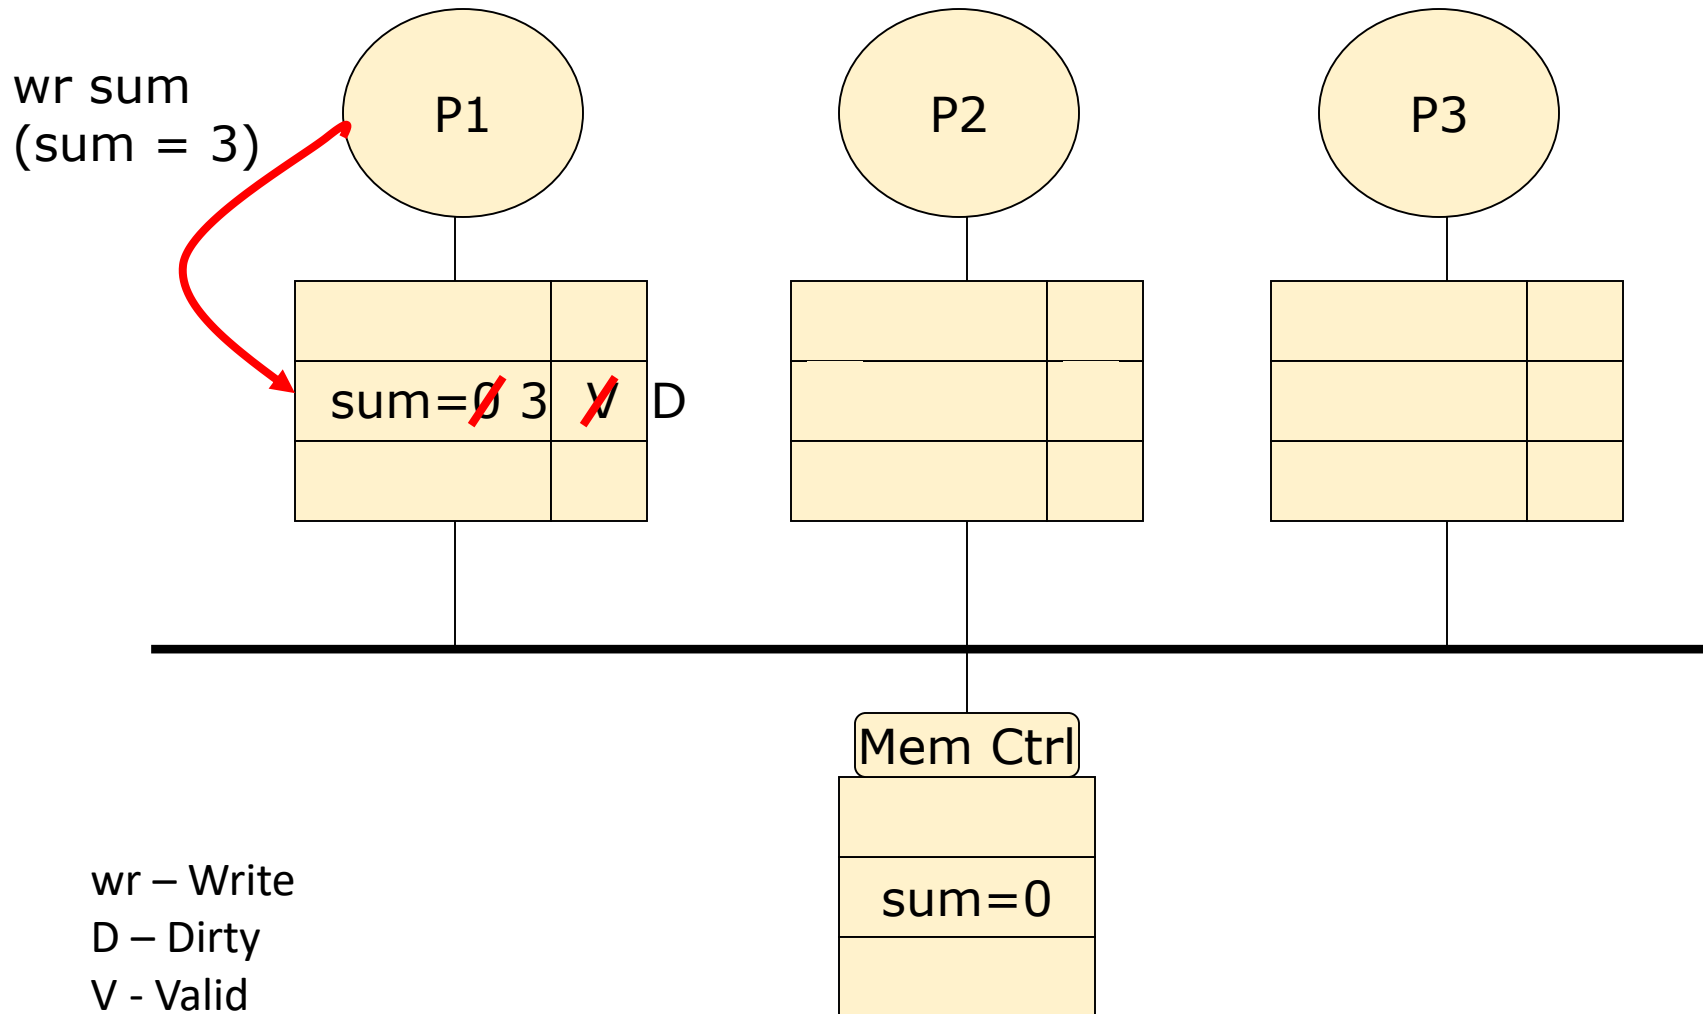 P1
P2
P3
wr sum
(sum = 3)
sum=0 3 V D
Mem Ctrl
sum=0
wr – Write
D – Dirty
V - Valid